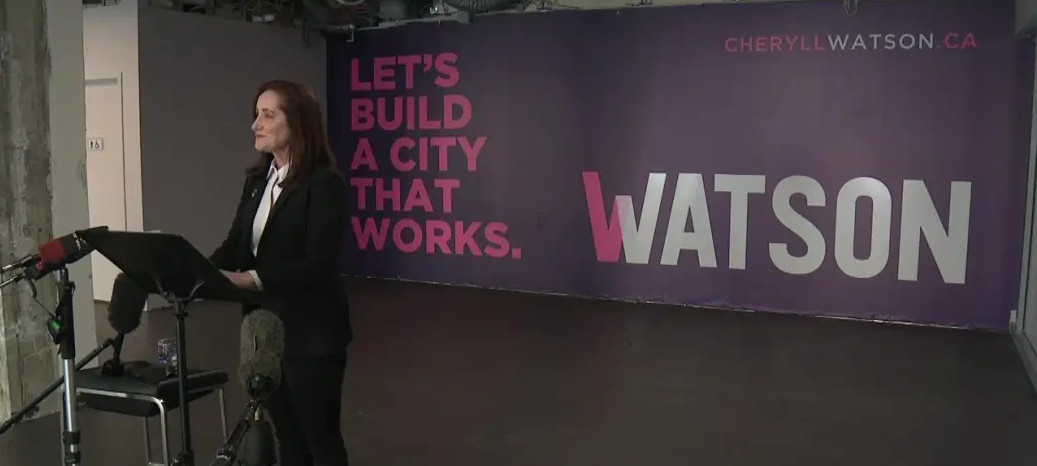 CHERYLLWATSON.CA
LET'S
BUILD
A CITY
THAT
WORKS.
WATSON